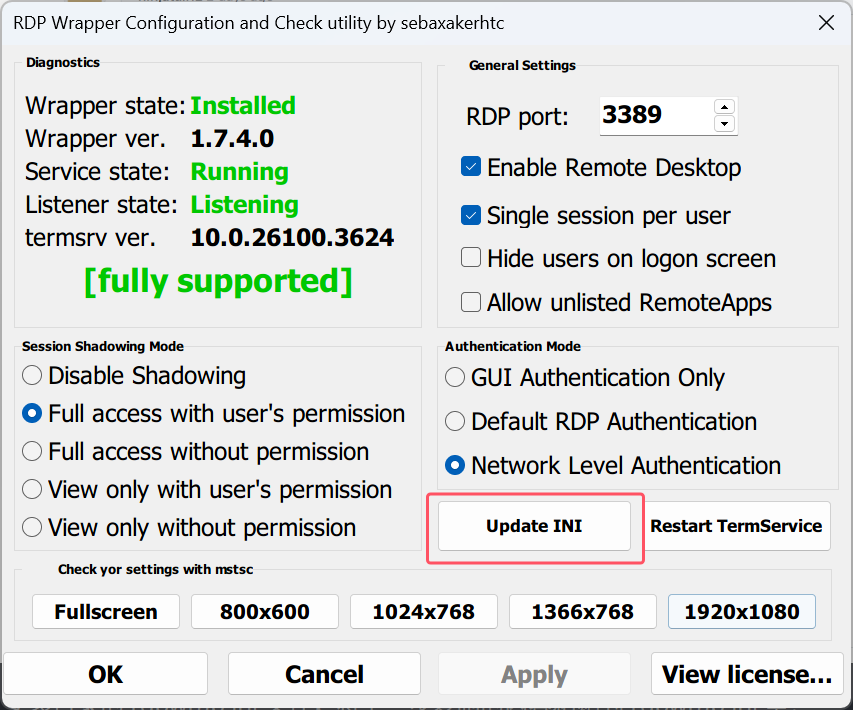 RDP Wrapper Configuration and Check utility by sebaxakerhtc
Diagnostics
Wrapper state: Installed
Wrapper ver. 1.7.4.0
Service state: Running
Listener state: Listening
termsrv ver. 10.0.26100.3624
[fully supported]
General Settings
RDP port: 3389
Enable Remote Desktop
Single session per user
Hide users on logon screen
Allow unlisted RemoteApps
Session Shadowing Mode
Disable Shadowing
Full access with user's permission
Full access without permission
View only with user's permission
View only without permission
Authentication Mode
GUI Authentication Only
Default RDP Authentication
Network Level Authentication
Update INI Restart TermService
Check yor settings with mstsc
Fullscreen 800x600 1024x768 1366x768 1920x1080
OK Cancel Apply View license...